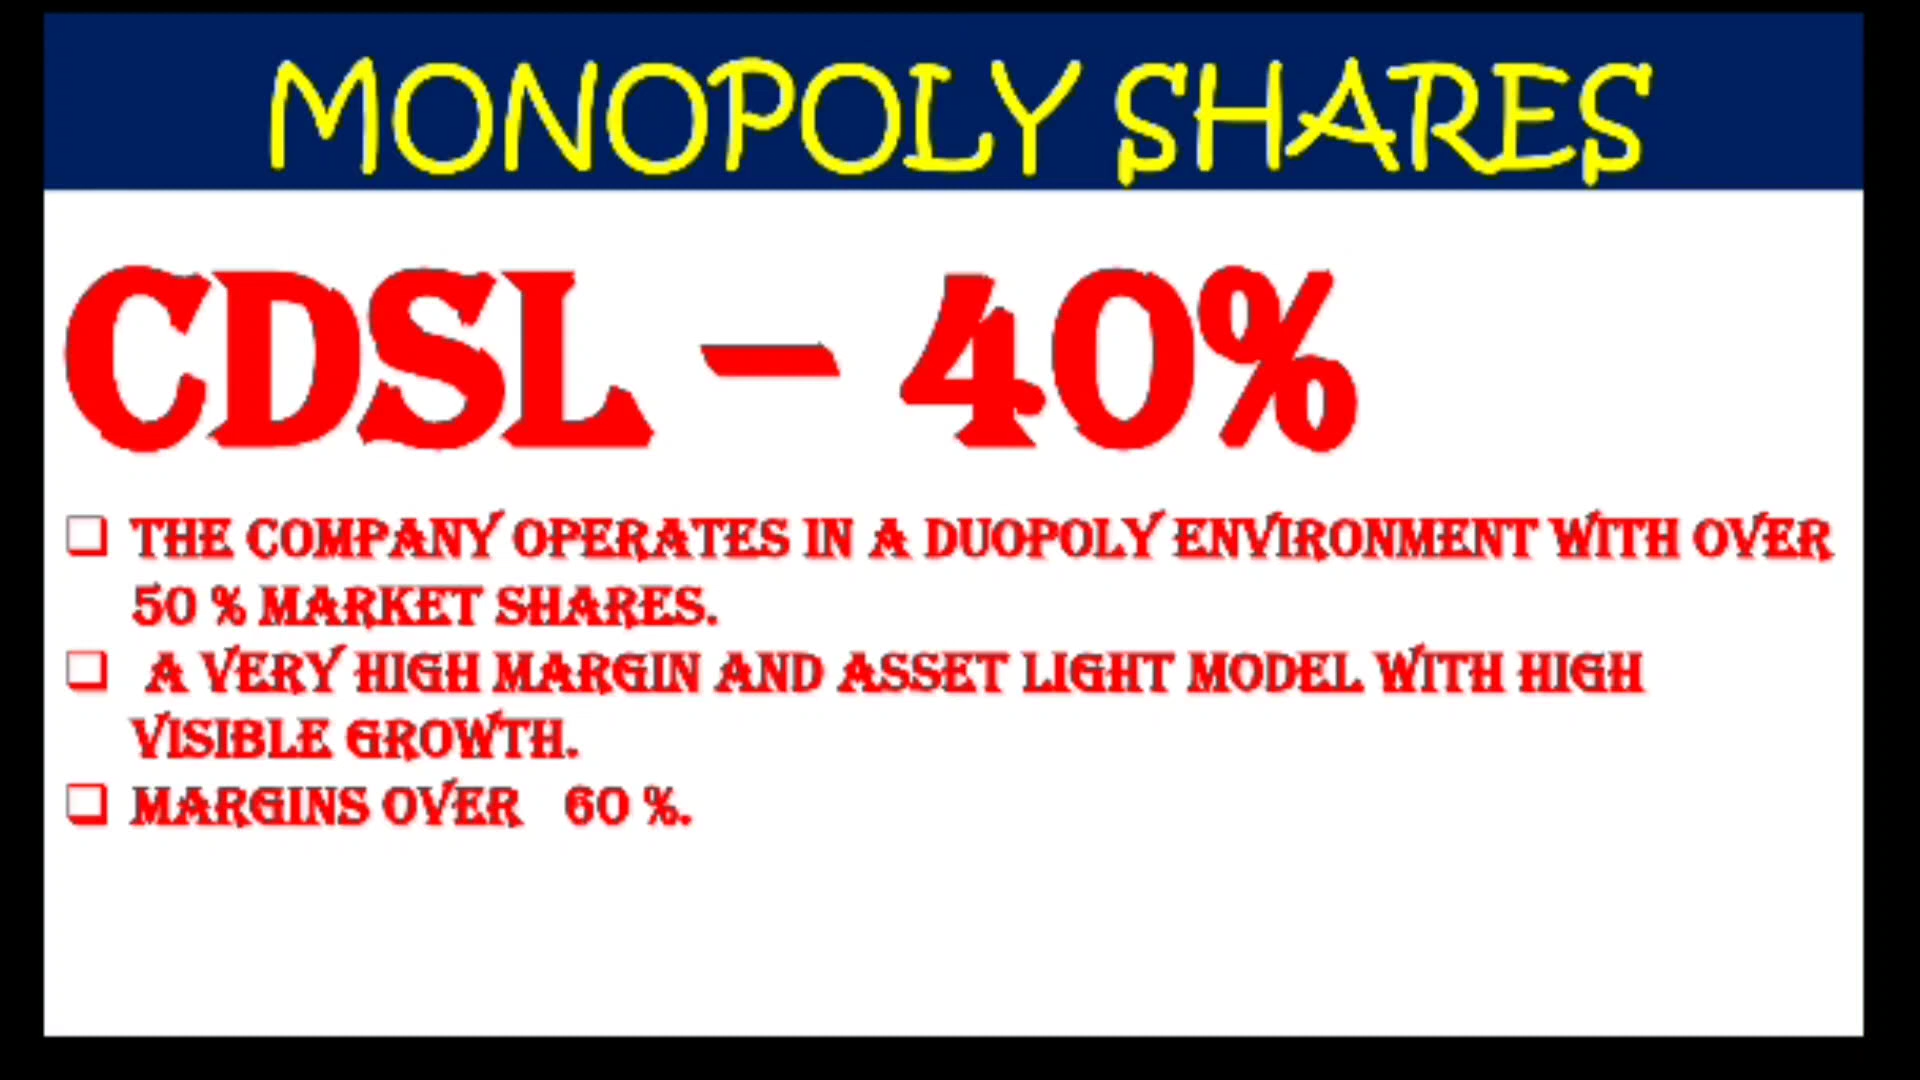 MONOPOLY SHARES
CDSL – 40%
❑ THE COMPANY OPERATES IN A DUOPOLY ENVIRONMENT WITH OVER
50 % MARKET SHARES.
❑ A VERY HIGH MARGIN AND ASSET LIGHT MODEL WITH HIGH
VISIBLE GROWTH.
❑ MARGINS OVER 60 %.